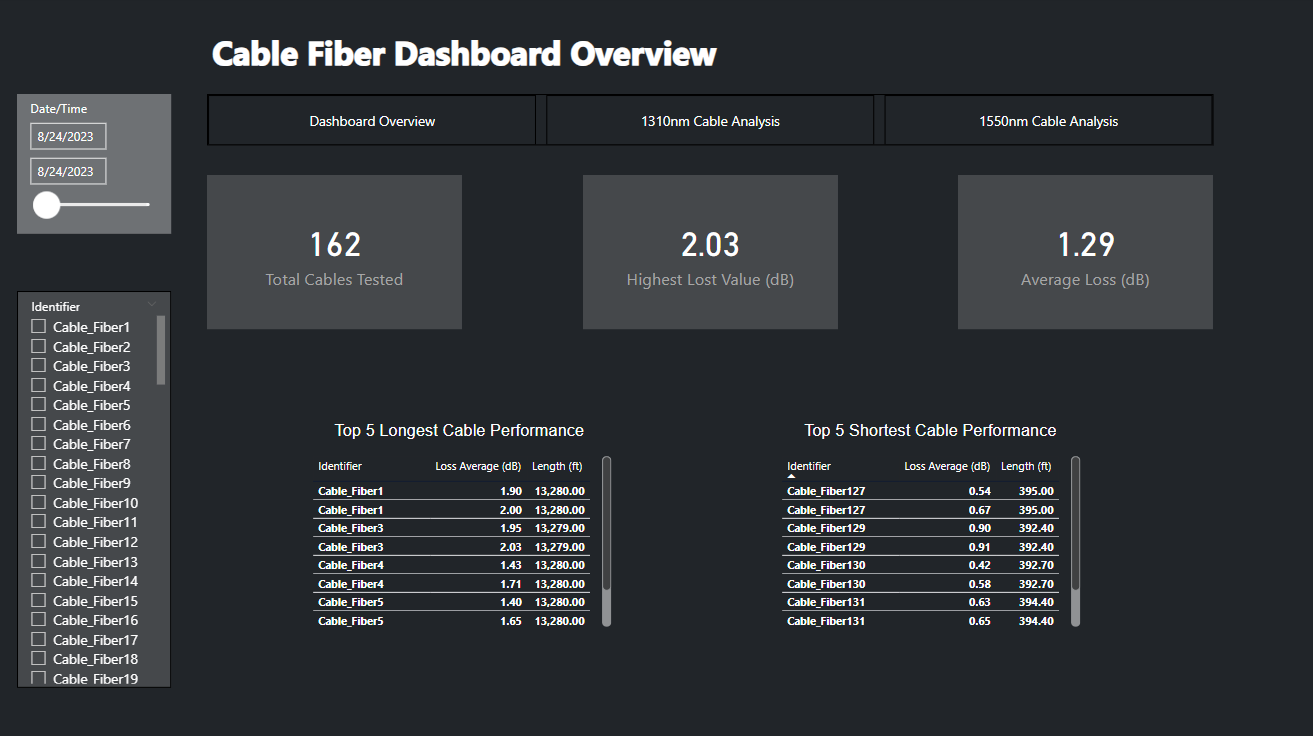 Cable Fiber Dashboard Overview
Date/Time
8/24/2023
8/24/2023
Dashboard Overview
1310nm Cable Analysis
1550nm Cable Analysis
162
Total Cables Tested
2.03
Highest Lost Value (dB)
1.29
Average Loss (dB)
Identifier
Cable_Fiber1
Cable_Fiber2
Cable_Fiber3
Cable_Fiber4
Cable_Fiber5
Cable_Fiber6
Cable_Fiber7
Cable_Fiber8
Cable_Fiber9
Cable_Fiber10
Cable_Fiber11
Cable_Fiber12
Cable_Fiber13
Cable_Fiber14
Cable_Fiber15
Cable_Fiber16
Cable_Fiber17
Cable_Fiber18
Cable_Fiber19
Top 5 Longest Cable Performance
Identifier Loss Average (dB) Length (ft)
Cable_Fiber1 1.90 13,280.00
Cable_Fiber1 2.00 13,280.00
Cable_Fiber3 1.95 13,279.00
Cable_Fiber3 2.03 13,279.00
Cable_Fiber4 1.43 13,280.00
Cable_Fiber4 1.71 13,280.00
Cable_Fiber5 1.40 13,280.00
Cable_Fiber5 1.65 13,280.00
Top 5 Shortest Cable Performance
Identifier Loss Average (dB) Length (ft)
Cable_Fiber127 0.54 395.00
Cable_Fiber127 0.67 395.00
Cable_Fiber129 0.90 392.40
Cable_Fiber129 0.91 392.40
Cable_Fiber130 0.42 392.70
Cable_Fiber130 0.58 392.70
Cable_Fiber131 0.63 394.40
Cable_Fiber131 0.65 394.40